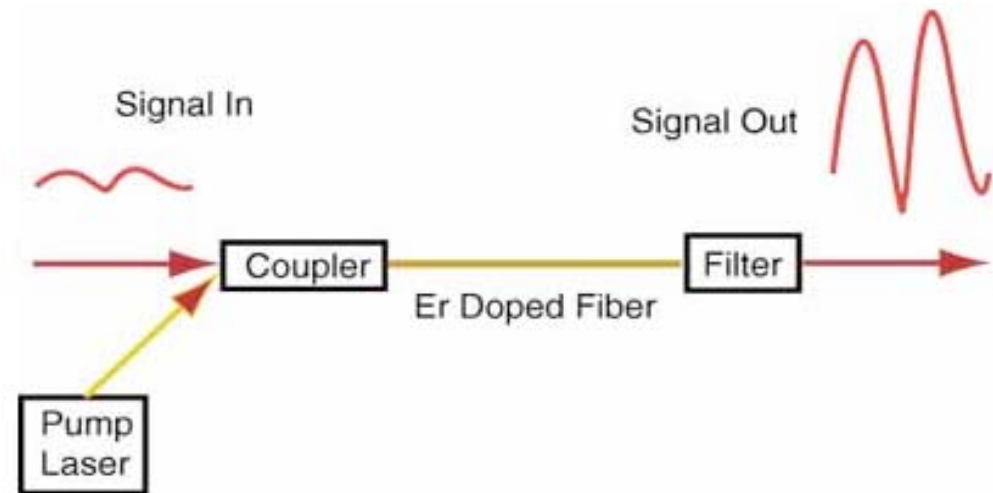 Signal In
Signal Out
Coupler
Filter
Er Doped Fiber
Pump
Laser